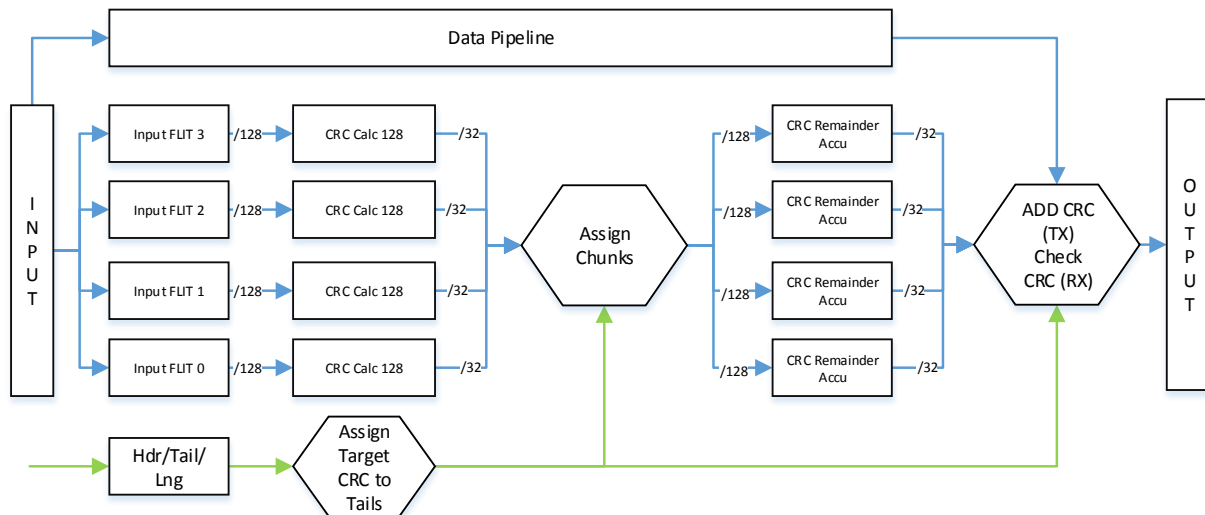 Data Pipeline
I
N
P
U
T
Input FLIT 3
/128
CRC Calc 128
/32
Input FLIT 2
/128
CRC Calc 128
/32
Input FLIT 1
/128
CRC Calc 128
/32
Input FLIT 0
/128
CRC Calc 128
/32
Assign
Chunks
/128
CRC Remainder
Accu
/32
/128
CRC Remainder
Accu
/32
/128
CRC Remainder
Accu
/32
/128
CRC Remainder
Accu
/32
ADD CRC
(TX)
Check
CRC (RX)
O
U
T
P
U
T
Hdr/Tail/
Lng
Assign
Target
CRC to
Tails